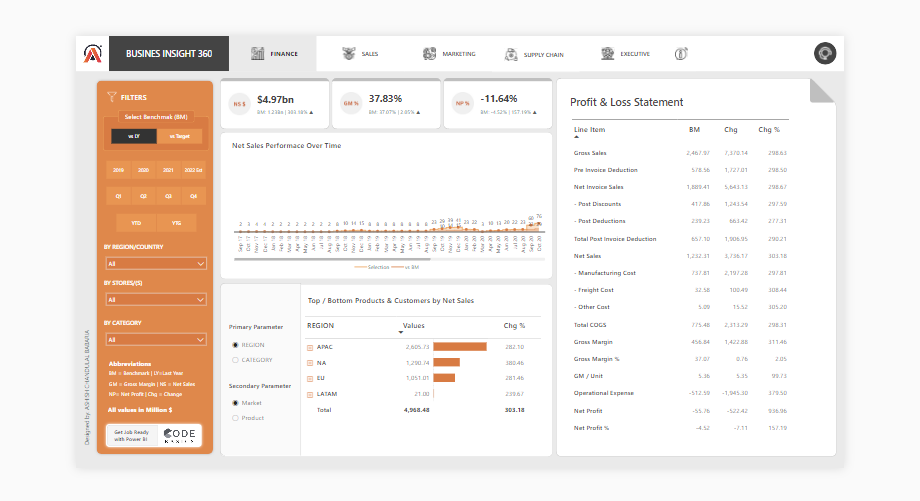 BUSINES INSIGHT 360
FINANCE
SALES
MARKETING
SUPPLY CHAIN
EXECUTIVE
FILTERS
Select Benchmak (BM)
vs LY
vs Target
2019 2020 2021 2022 Est
Q1 Q2 Q3 Q4
YTD YTG
BY REGION/COUNTRY
All
BY STORES/(S)
All
BY CATEGORY
All
Abbreviations
BM = Benchmark | LY=Last Year
GM = Gross Margin | NS = Net Sales
NP= Net Profit | Chg = Change
All values in Million $
Get Job Ready
with Power BI
CODE
BASICS
Designed by: ASHISH CHANDULAL BABARIA
NS $
$4.97bn
BM: 1.23Bn | 303.18% ▲
GM %
37.83%
BM: 37.07% | 2.05% ▲
NP %
-11.64%
BM: -4.52% | 157.19% ▲
Net Sales Performace Over Time
Selection vs BM
Primary Parameter
REGION
CATEGORY
Secondary Parameter
Market
Product
Top / Bottom Products & Customers by Net Sales
REGION Values Chg %
APAC 2,605.73 282.10
NA 1,290.74 380.46
EU 1,051.01 281.46
LATAM 21.00 239.67
Total 4,968.48 303.18
Profit & Loss Statement
Line Item BM Chg Chg %
Gross Sales 2,467.97 7,370.14 298.63
Pre Invoice Deduction 578.56 1,727.01 298.50
Net Invoice Sales 1,889.41 5,643.13 298.67
- Post Discounts 417.86 1,243.54 297.59
- Post Deductions 239.23 663.42 277.31
Total Post Invoice Deduction 657.10 1,906.95 290.21
Net Sales 1,232.31 3,736.17 303.18
- Manufacturing Cost 737.81 2,197.28 297.81
- Freight Cost 32.58 100.49 308.44
- Other Cost 5.09 15.52 305.20
Total COGS 775.48 2,313.29 298.31
Gross Margin 456.84 1,422.88 311.46
Gross Margin % 37.07 0.76 2.05
GM / Unit 5.36 5.35 99.73
Operational Expense -512.59 -1,945.30 379.50
Net Profit -55.76 -522.42 936.96
Net Profit % -4.52 -7.11 157.19